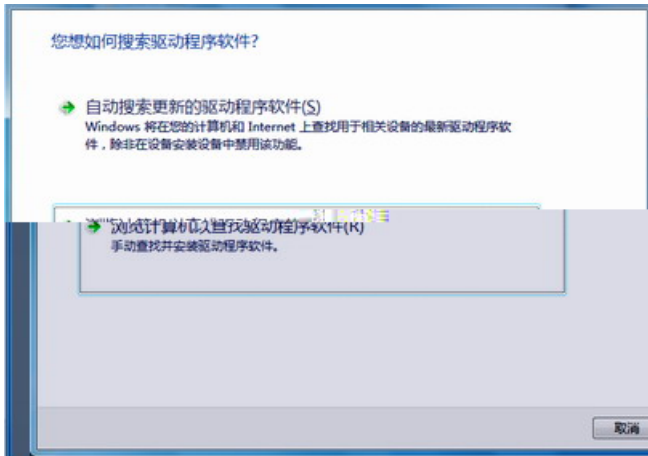 您想如何搜索驱动程序软件?
自动搜索更新的驱动程序软件(S)
Windows 将在您的计算机和 Internet 上查找用于相关设备的最新驱动程序软
件，除非在设备安装设备中禁用该功能。
浏览计算机以查找驱动程序软件(R)
手动查找并安装驱动程序软件。
取消